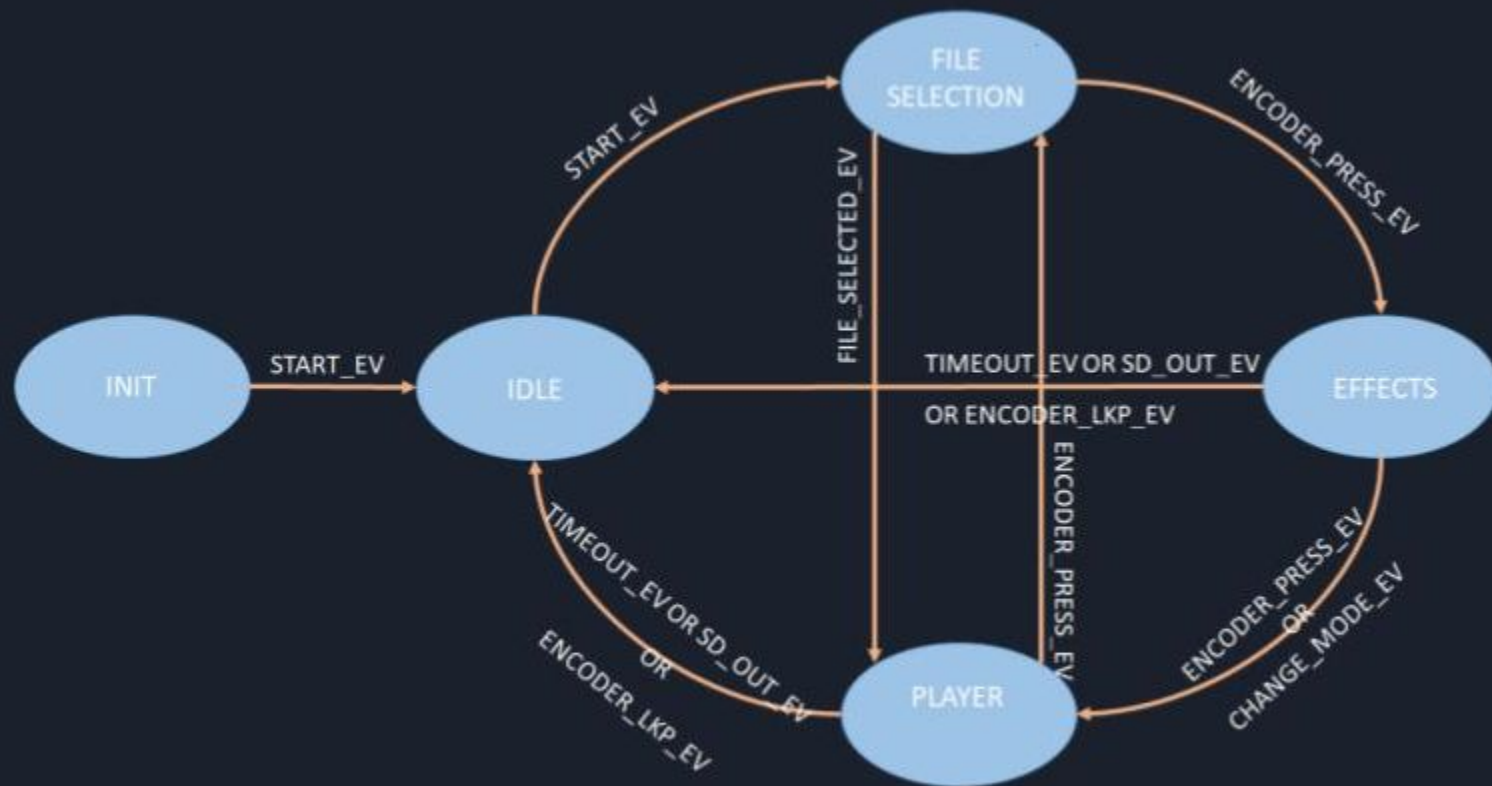 FILE
SELECTION
START_EV
ENCODER_PRESS_EV
FILE_SELECTED_EV
INIT
START_EV
IDLE
TIMEOUT_EV OR SD_OUT_EV
OR ENCODER_LKP_EV
EFFECTS
ENCODER_PRESS_EV
TIMEOUT_EV OR SD_OUT_EV
OR
ENCODER_LKP_EV
PLAYER
ENCODER_PRESS_EV
OR
CHANGE_MODE_EV